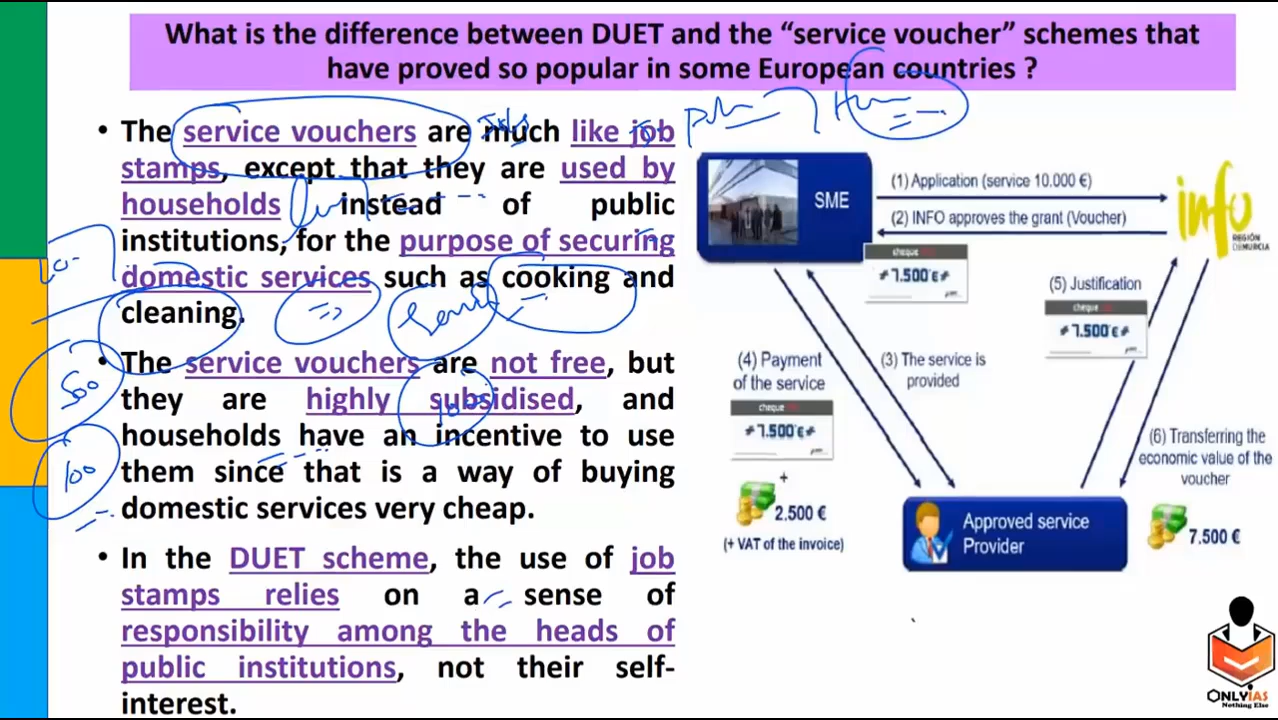 What is the difference between DUET and the “service voucher” schemes that
have proved so popular in some European countries ?
• The service vouchers are much like job
stamps, except that they are used by
households instead of public
institutions, for the purpose of securing
domestic services such as cooking and
cleaning.
• The service vouchers are not free, but
they are highly subsidised, and
households have an incentive to use
them since that is a way of buying
domestic services very cheap.
• In the DUET scheme, the use of job
stamps relies on a sense of
responsibility among the heads of
public institutions, not their self-
interest.
500
100
SME
(1) Application (service 10.000 €)
(2) INFO approves the grant (Voucher)
info
REGIÓN
DE MURCIA
cheque
7.500 €
(5) Justification
cheque
7.500 €
(4) Payment
of the service
cheque
7.500 €
+
2.500 €
(+ VAT of the invoice)
(3) The service is
provided
(6) Transferring the
economic value of the
voucher
7.500 €
Approved service
Provider
ONLYIAS
Nothing Else